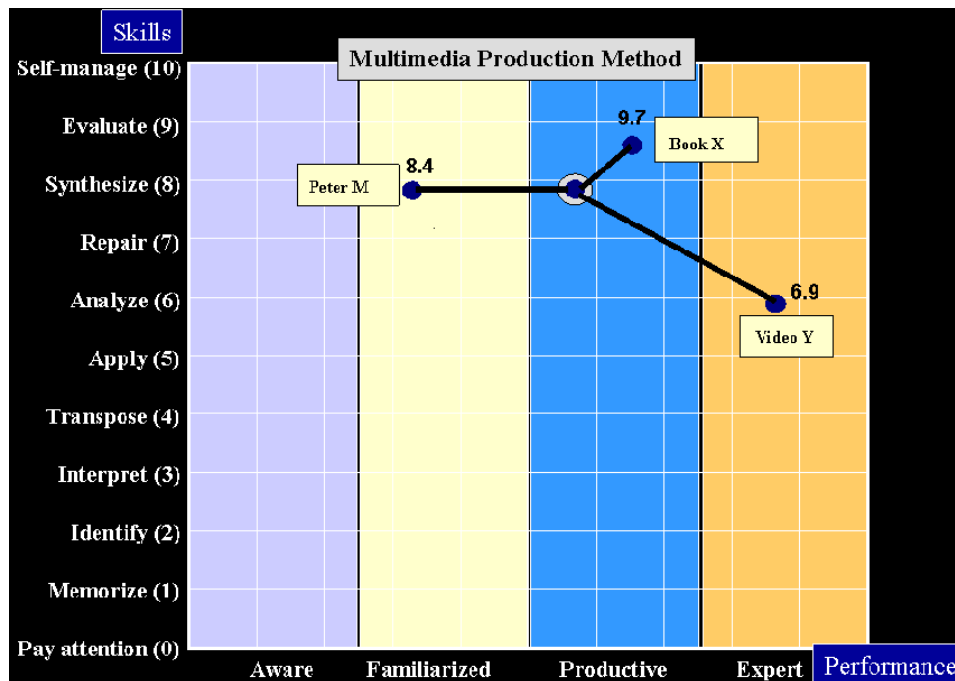 Skills
Multimedia Production Method
Self-manage (10)
Evaluate (9)
9.7
Book X
8.4
Synthesize (8)
Peter M
Repair (7)
Analyze (6)
6.9
Video Y
Apply (5)
Transpose (4)
Interpret (3)
Identify (2)
Memorize (1)
Pay attention (0)
Aware Familiarized Productive Expert Performance